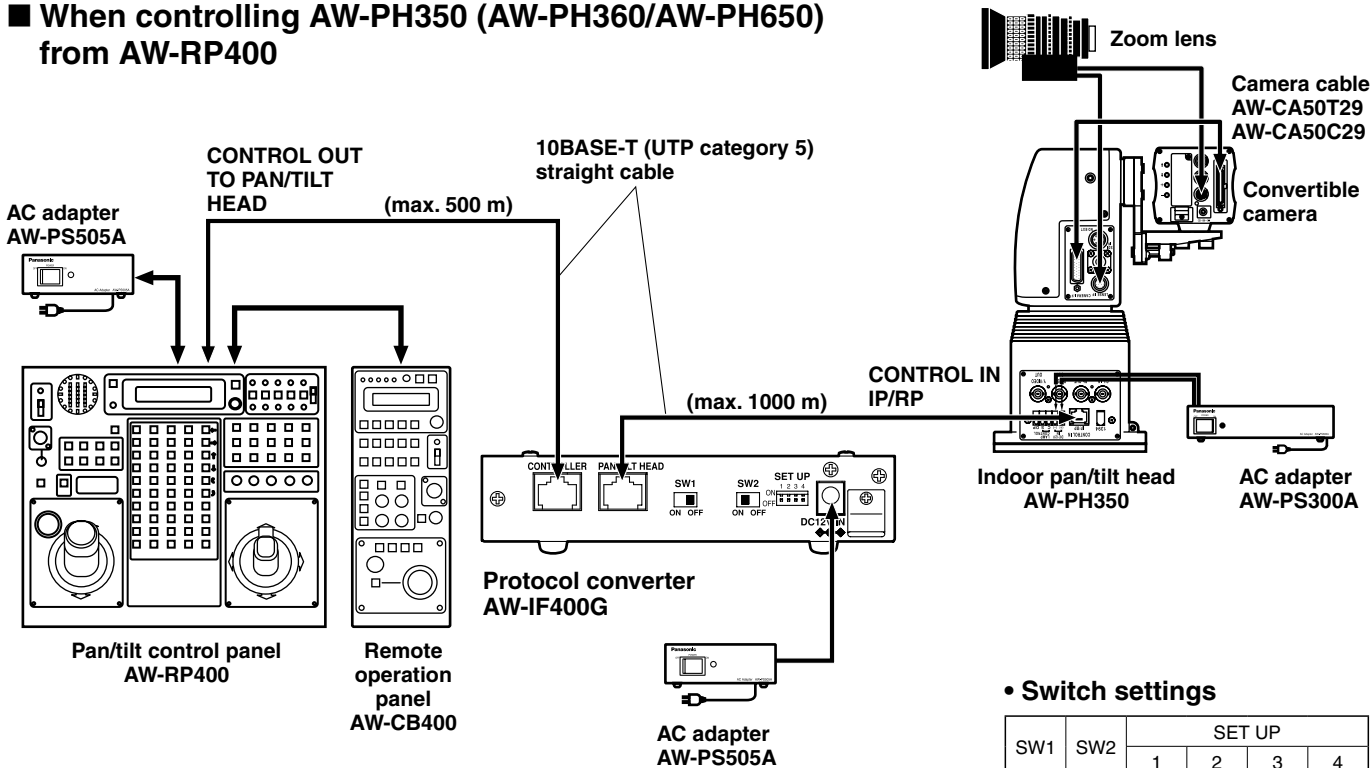 ■ When controlling AW-PH350 (AW-PH360/AW-PH650)
from AW-RP400
Zoom lens
Camera cable
AW-CA50T29
AW-CA50C29
Convertible
camera
10BASE-T (UTP category 5)
straight cable
CONTROL OUT
TO PAN/TILT
HEAD
(max. 500 m)
AC adapter
AW-PS505A
Panasonic
CONTROL IN
IP/RP
(max. 1000 m)
Panasonic
Indoor pan/tilt head
AW-PH350
AC adapter
AW-PS300A
CONTROLLER
PAN/TILT HEAD
SW1
ON OFF
SW2
ON OFF
SET UP
1 2 3 4
ON
OFF
DC12V IN
Protocol converter
AW-IF400G
Pan/tilt control panel
AW-RP400
Remote
operation
panel
AW-CB400
Panasonic
AC adapter
AW-PS505A
• Switch settings
SW1 SW2 SET UP
1 2 3 4